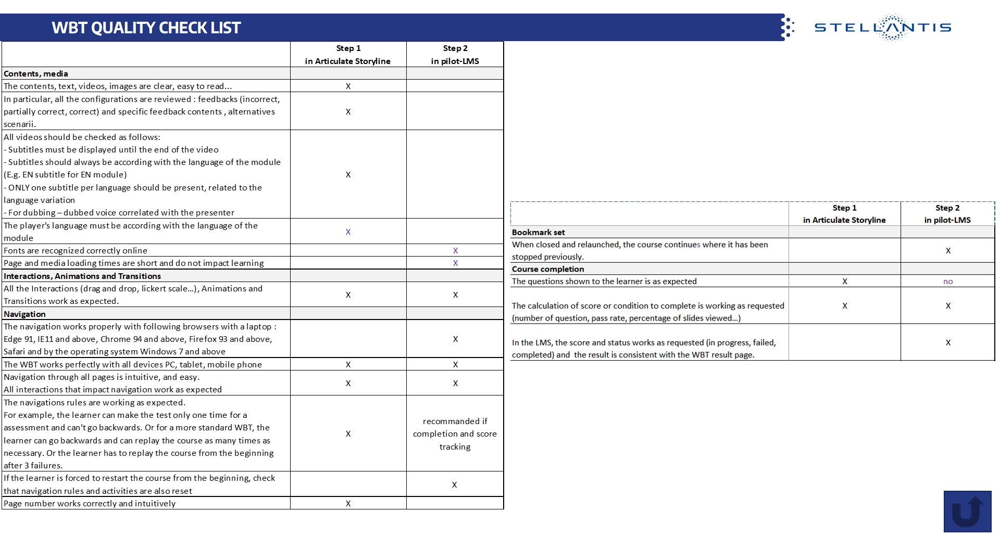 WBT QUALITY CHECK LIST
STELLANTIS
Step 1
in Articulate Storyline
Step 2
in pilot-LMS
Contents, media
The contents, text, videos, images are clear, easy to read...
X
In particular, all the configurations are reviewed : feedbacks (incorrect,
partially correct, correct) and specific feedback contents , alternatives
scenarii.
X
All videos should be checked as follows:
- Subtitles must be displayed until the end of the video
- Subtitles should always be according with the language of the module
(E.g. EN subtitle for EN module)
- ONLY one subtitle per language should be present, related to the
language variation
- For dubbing – dubbed voice correlated with the presenter
X
The player's language must be according with the language of the
module
X
Fonts are recognized correctly online
X
Page and media loading times are short and do not impact learning
X
Interactions, Animations and Transitions
All the Interactions (drag and drop, lickert scale...), Animations and
Transitions work as expected.
X
X
Navigation
The navigation works properly with following browsers with a laptop :
Edge 91, IE11 and above, Chrome 94 and above, Firefox 93 and above,
Safari and by the operating system Windows 7 and above
X
The WBT works perfectly with all devices PC, tablet, mobile phone
X
X
Navigation through all pages is intuitive, and easy.
All interactions that impact navigation work as expected
X
X
The navigations rules are working as expected.
For example, the learner can make the test only one time for a
assessment and can't go backwards. Or for a more standard WBT, the
learner can go backwards and can replay the course as many times as
necessary. Or the learner has to replay the course from the beginning
after 3 failures.
X
recommanded if
completion and score
tracking
If the learner is forced to restart the course from the beginning, check
that navigation rules and activities are also reset
X
Page number works correctly and intuitively
X
Step 1
in Articulate Storyline
Step 2
in pilot-LMS
Bookmark set
When closed and relaunched, the course continues where it has been
stopped previously.
X
Course completion
The questions shown to the learner is as expected
X
no
The calculation of score or condition to complete is working as requested
(number of question, pass rate, percentage of slides viewed...)
X
X
In the LMS, the score and status works as requested (in progress, failed,
completed) and  the result is consistent with the WBT result page.
X